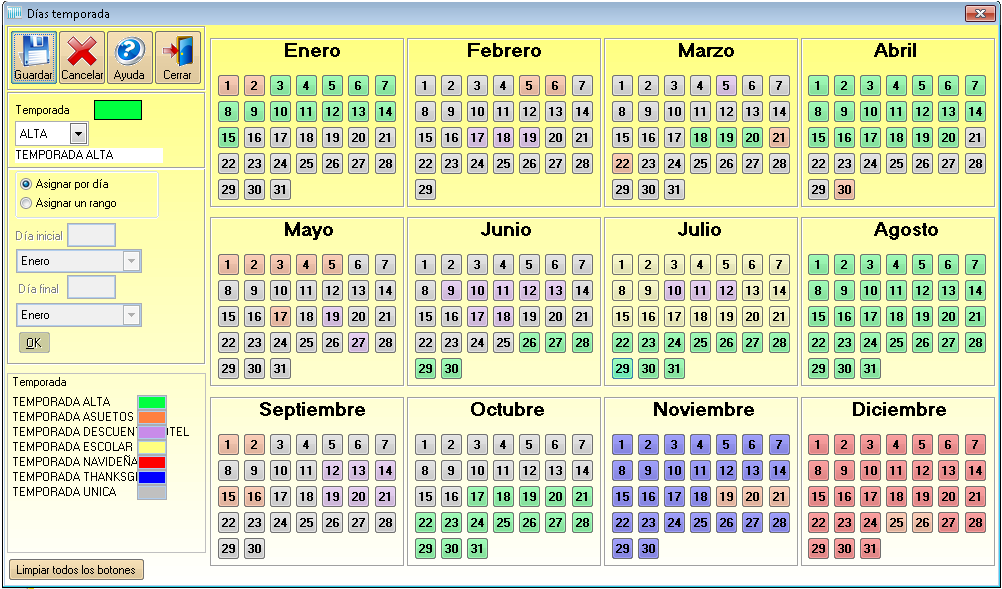 Días temporada
Guardar Cancelar Ayuda Cerrar
Temporada
ALTA
TEMPORADA ALTA
Asignar por día
Asignar un rango
Día inicial
Enero
Día final
Enero
OK
Temporada
TEMPORADA ALTA
TEMPORADA ASUETOS
TEMPORADA DESCUEN OTEL
TEMPORADA ESCOLAR
TEMPORADA NAVIDEÑA
TEMPORADA THANKSGI
TEMPORADA UNICA
Limpiar todos los botones
Enero
1 2 3 4 5 6 7
8 9 10 11 12 13 14
15 16 17 18 19 20 21
22 23 24 25 26 27 28
29 30 31
Febrero
1 2 3 4 5 6 7
8 9 10 11 12 13 14
15 16 17 18 19 20 21
22 23 24 25 26 27 28
29
Marzo
1 2 3 4 5 6 7
8 9 10 11 12 13 14
15 16 17 18 19 20 21
22 23 24 25 26 27 28
29 30 31
Abril
1 2 3 4 5 6 7
8 9 10 11 12 13 14
15 16 17 18 19 20 21
22 23 24 25 26 27 28
29 30
Mayo
1 2 3 4 5 6 7
8 9 10 11 12 13 14
15 16 17 18 19 20 21
22 23 24 25 26 27 28
29 30 31
Junio
1 2 3 4 5 6 7
8 9 10 11 12 13 14
15 16 17 18 19 20 21
22 23 24 25 26 27 28
29 30
Julio
1 2 3 4 5 6 7
8 9 10 11 12 13 14
15 16 17 18 19 20 21
22 23 24 25 26 27 28
29 30 31
Agosto
1 2 3 4 5 6 7
8 9 10 11 12 13 14
15 16 17 18 19 20 21
22 23 24 25 26 27 28
29 30 31
Septiembre
1 2 3 4 5 6 7
8 9 10 11 12 13 14
15 16 17 18 19 20 21
22 23 24 25 26 27 28
29 30
Octubre
1 2 3 4 5 6 7
8 9 10 11 12 13 14
15 16 17 18 19 20 21
22 23 24 25 26 27 28
29 30 31
Noviembre
1 2 3 4 5 6 7
8 9 10 11 12 13 14
15 16 17 18 19 20 21
22 23 24 25 26 27 28
29 30
Diciembre
1 2 3 4 5 6 7
8 9 10 11 12 13 14
15 16 17 18 19 20 21
22 23 24 25 26 27 28
29 30 31